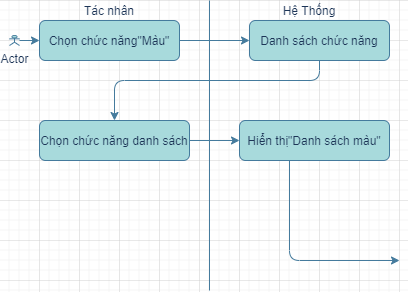 Tác nhân
Hệ Thống
Chọn chức năng"Màu"
Danh sách chức năng
Actor
Chọn chức năng danh sách
Hiển thị"Danh sách màu"